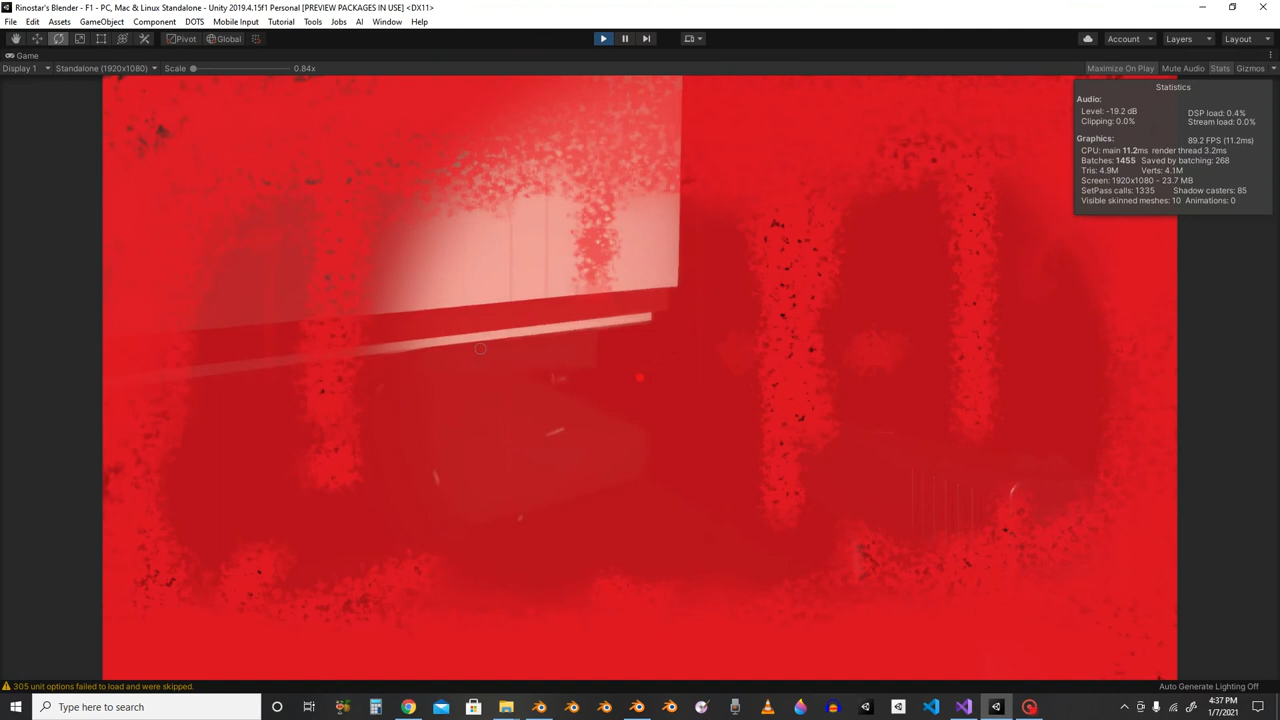 Rinostar's Blender - F1 - PC, Mac & Linux Standalone - Unity 2019.4.15f1 Personal [PREVIEW PACKAGES IN USE] <DX11>
File Edit Assets GameObject Component DOTS Mobile Input Tutorial Tools Jobs AI Window Help
Pivot Global Account Layers Layout
Game
Display 1 Standalone (1920x1080) Scale 0.84x Maximize On Play Mute Audio Stats Gizmos
Statistics
Audio:
Level: -19.2 dB DSP load: 0.4%
Clipping: 0.0% Stream load: 0.0%
Graphics: 89.2 FPS (11.2ms)
CPU: main 11.2ms render thread 3.2ms
Batches: 1455 Saved by batching: 268
Tris: 4.9M Verts: 4.1M
Screen: 1920x1080 - 23.7 MB
SetPass calls: 1335 Shadow casters: 85
Visible skinned meshes: 10 Animations: 0
305 unit options failed to load and were skipped. Auto Generate Lighting Off
Type here to search
4:37 PM
1/7/2021